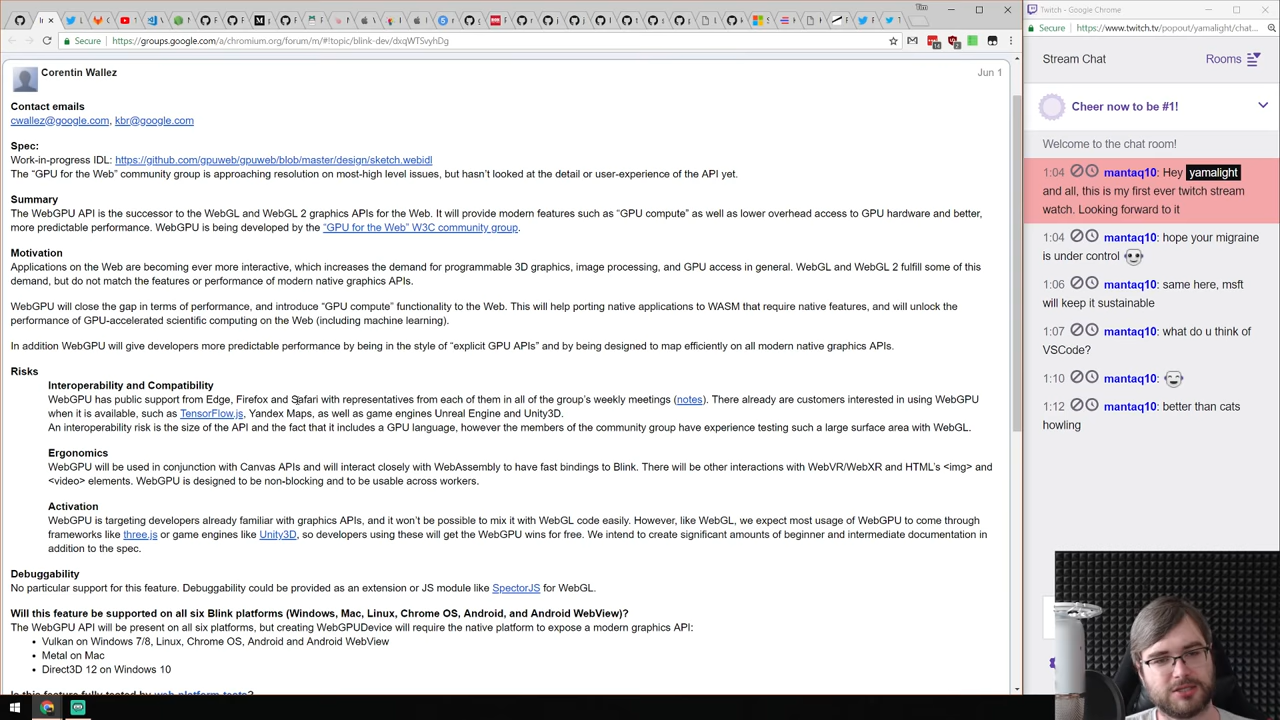 Tim
Twitch - Google Chrome
Secure
https://groups.google.com/a/chromium.org/forum/m/#!topic/blink-dev/dxqWTSvyhDg
Secure
https://www.twitch.tv/popout/yamalight/chat...
Corentin Wallez
Jun 1
Contact emails
cwallez@google.com, kbr@google.com
Spec:
Work-in-progress IDL: https://github.com/gpuweb/gpuweb/blob/master/design/sketch.webidl
The “GPU for the Web” community group is approaching resolution on most-high level issues, but hasn’t looked at the detail or user-experience of the API yet.
Summary
The WebGPU API is the successor to the WebGL and WebGL 2 graphics APIs for the Web. It will provide modern features such as “GPU compute” as well as lower overhead access to GPU hardware and better,
more predictable performance. WebGPU is being developed by the “GPU for the Web” W3C community group.
Motivation
Applications on the Web are becoming ever more interactive, which increases the demand for programmable 3D graphics, image processing, and GPU access in general. WebGL and WebGL 2 fulfill some of this
demand, but do not match the features or performance of modern native graphics APIs.
WebGPU will close the gap in terms of performance, and introduce “GPU compute” functionality to the Web. This will help porting native applications to WASM that require native features, and will unlock the
performance of GPU-accelerated scientific computing on the Web (including machine learning).
In addition WebGPU will give developers more predictable performance by being in the style of “explicit GPU APIs” and by being designed to map efficiently on all modern native graphics APIs.
Risks
Interoperability and Compatibility
WebGPU has public support from Edge, Firefox and Safari with representatives from each of them in all of the group’s weekly meetings (notes). There already are customers interested in using WebGPU
when it is available, such as TensorFlow.js, Yandex Maps, as well as game engines Unreal Engine and Unity3D.
An interoperability risk is the size of the API and the fact that it includes a GPU language, however the members of the community group have experience testing such a large surface area with WebGL.
Ergonomics
WebGPU will be used in conjunction with Canvas APIs and will interact closely with WebAssembly to have fast bindings to Blink. There will be other interactions with WebVR/WebXR and HTML’s <img> and
<video> elements. WebGPU is designed to be non-blocking and to be usable across workers.
Activation
WebGPU is targeting developers already familiar with graphics APIs, and it won’t be possible to mix it with WebGL code easily. However, like WebGL, we expect most usage of WebGPU to come through
frameworks like three.js or game engines like Unity3D, so developers using these will get the WebGPU wins for free. We intend to create significant amounts of beginner and intermediate documentation in
addition to the spec.
Debuggability
No particular support for this feature. Debuggability could be provided as an extension or JS module like SpectorJS for WebGL.
Will this feature be supported on all six Blink platforms (Windows, Mac, Linux, Chrome OS, Android, and Android WebView)?
The WebGPU API will be present on all six platforms, but creating WebGPUDevice will require the native platform to expose a modern graphics API:
• Vulkan on Windows 7/8, Linux, Chrome OS, Android and Android WebView
• Metal on Mac
• Direct3D 12 on Windows 10
Is this feature fully tested by web-platform-tests?
Stream Chat
Rooms
Cheer now to be #1!
Welcome to the chat room!
1:04 mantaq10: Hey yamalight
and all, this is my first ever twitch stream
watch. Looking forward to it
1:04 mantaq10: hope your migraine
is under control
1:06 mantaq10: same here, msft
will keep it sustainable
1:07 mantaq10: what do u think of
VSCode?
1:10 mantaq10:
1:12 mantaq10: better than cats
howling